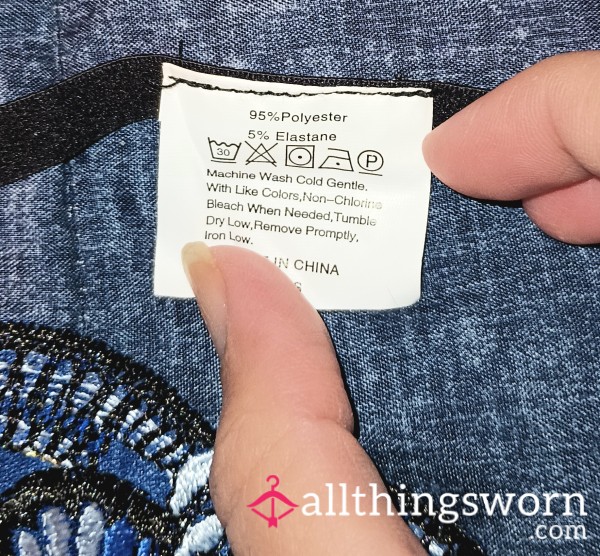 95%Polyester
5% Elastane
30 P
Machine Wash Cold Gentle.
With Like Colors,Non-Chlorine
Bleach When Needed,Tumble
Dry Low,Remove Promptly,
Iron Low.
IN CHINA
S
allthingsworn
.com